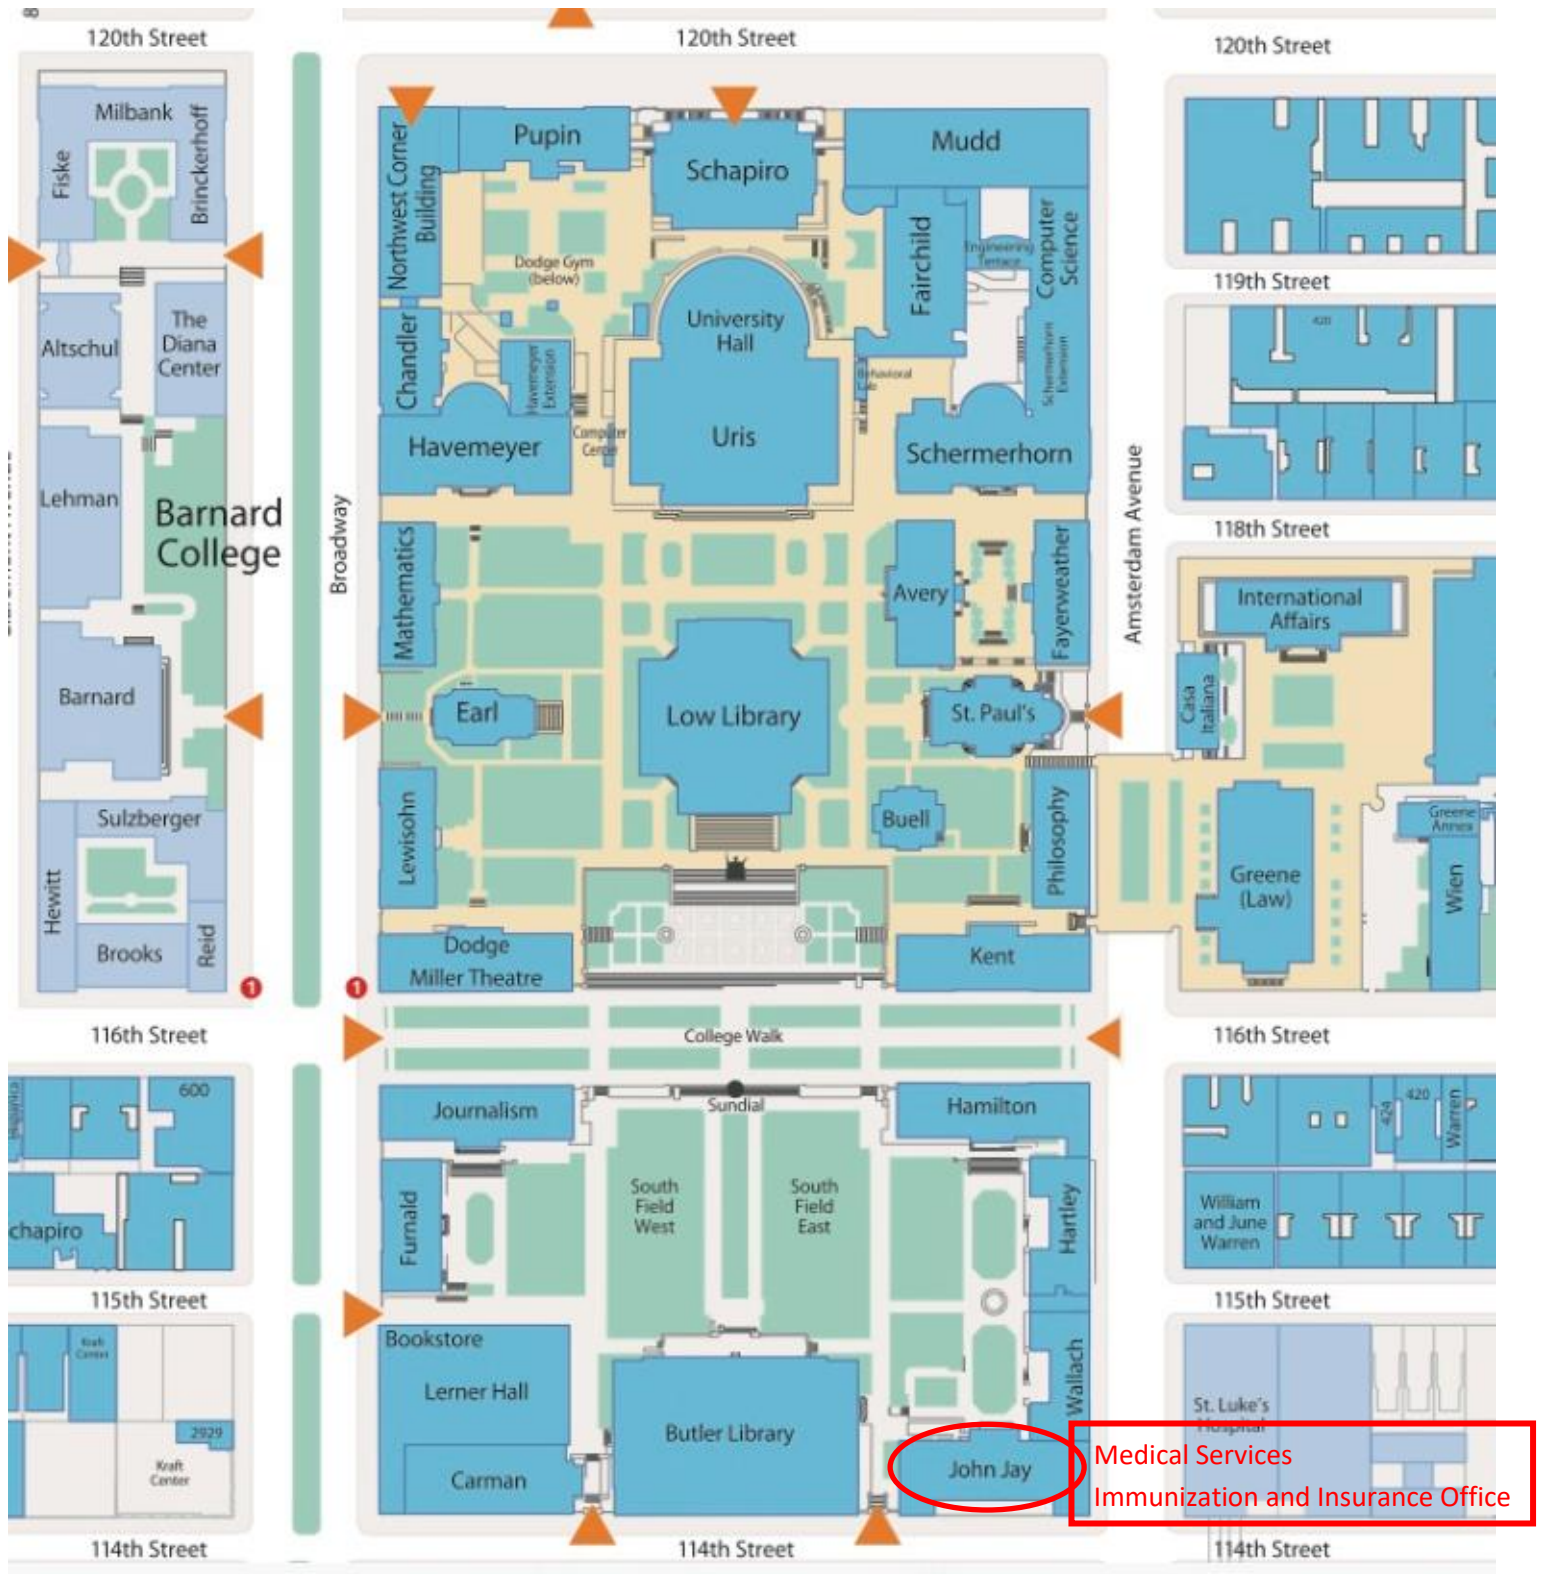 8
120th Street
120th Street
120th Street
Milbank
Fiske
Brinckerhoff
Northwest Corner
Building
Pupin
Schapiro
Mudd
Dodge Gym
(below)
Fairchild
Engineering
Terrace
Computer
Science
119th Street
Altschul
The
Diana
Center
Chandler
Havemeyer
Extension
University
Hall
Behavioral
Lab
Schermerhorn
Extension
420
Havemeyer
Computer
Center
Uris
Schermerhorn
Lehman
Barnard
College
Broadway
Amsterdam Avenue
118th Street
Mathematics
Avery
Fayerweather
International
Affairs
Barnard
Earl
Low Library
St. Paul's
Casa
Italiana
Sulzberger
Lewisohn
Buell
Philosophy
Greene
Annex
Hewitt
Greene
(Law)
Wien
Brooks
Reid
Dodge
Miller Theatre
Kent
1
1
116th Street
College Walk
116th Street
600
Journalism
Sundial
Hamilton
424
420
Warren
chapiro
Furnald
South
Field
West
South
Field
East
Hartley
William
and June
Warren
115th Street
115th Street
Kraft
Center
Bookstore
Lerner Hall
Wallach
St. Luke's
Hospital
2929
Kraft
Center
Carman
Butler Library
John Jay
Medical Services
Immunization and Insurance Office
114th Street
114th Street
114th Street